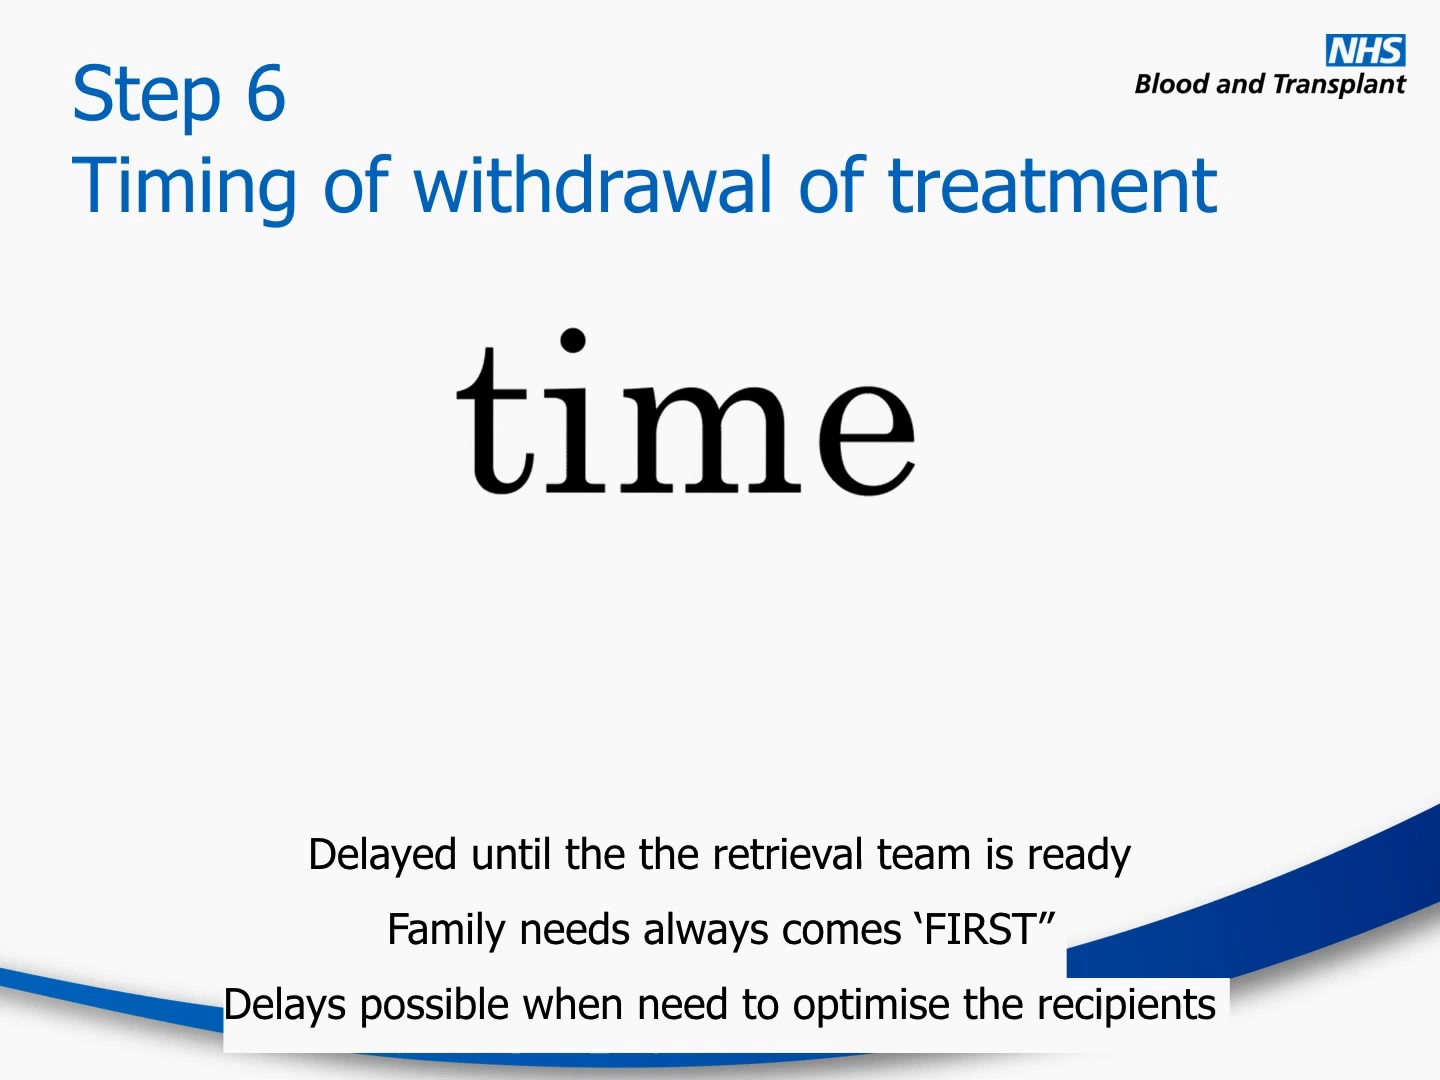 NHS
Blood and Transplant
Step 6
Timing of withdrawal of treatment
time
Delayed until the the retrieval team is ready
Family needs always comes ‘FIRST”
Delays possible when need to optimise the recipients